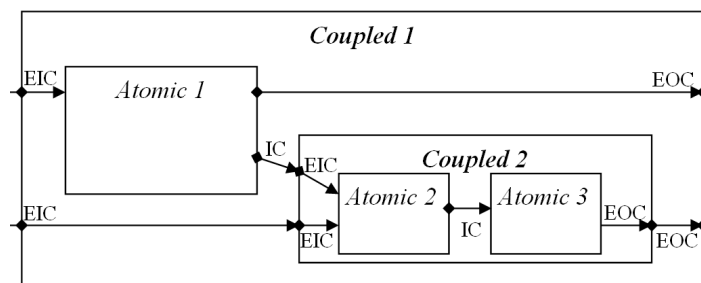 Coupled 1
EIC
Atomic 1
EOC
IC
EIC
Coupled 2
Atomic 2
Atomic 3
EIC
EIC
IC
EOC
EOC